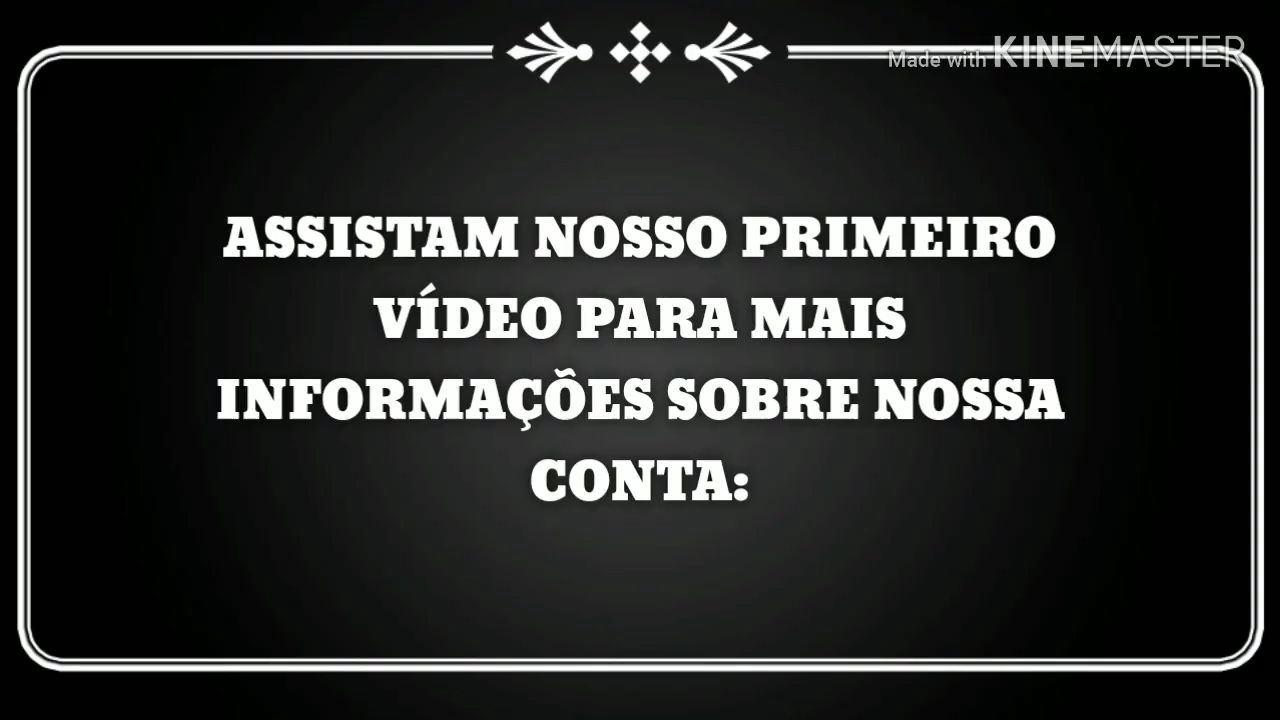 Made with KINEMASTER
ASSISTAM NOSSO PRIMEIRO
VÍDEO PARA MAIS
INFORMAÇÕES SOBRE NOSSA
CONTA: